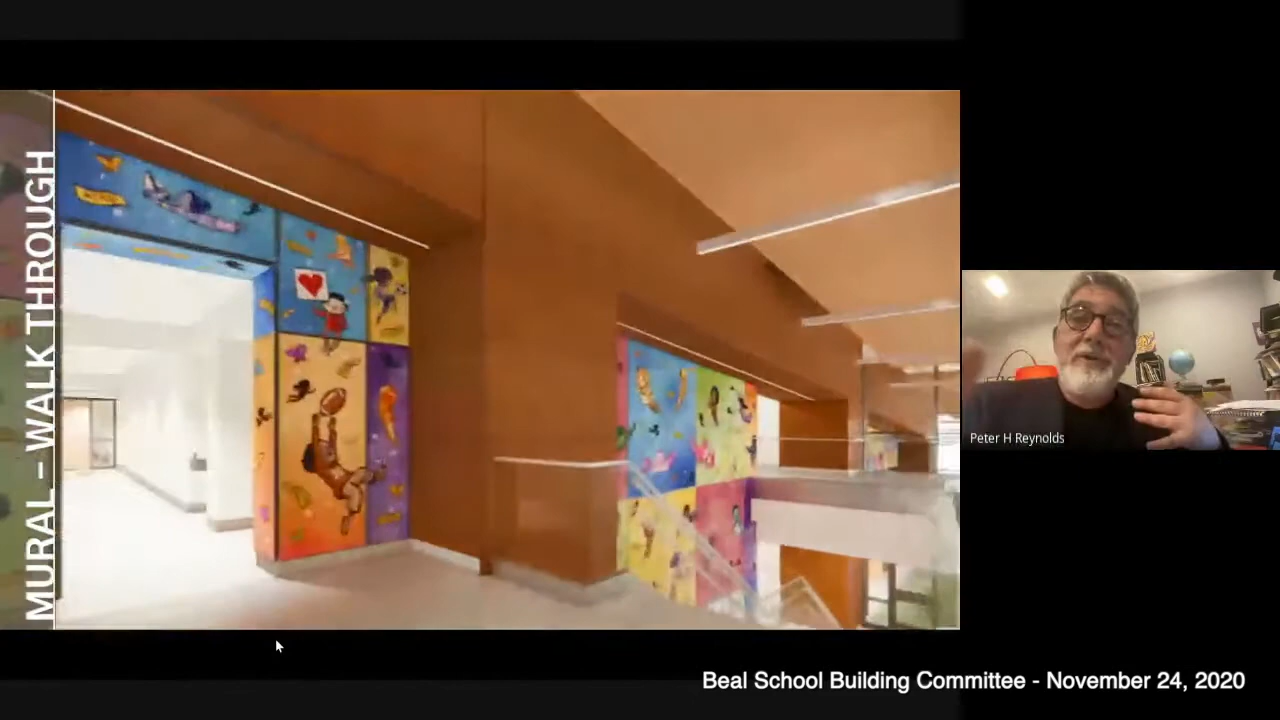 MURAL – WALK THROUGH
Peter H Reynolds
Beal School Building Committee - November 24, 2020